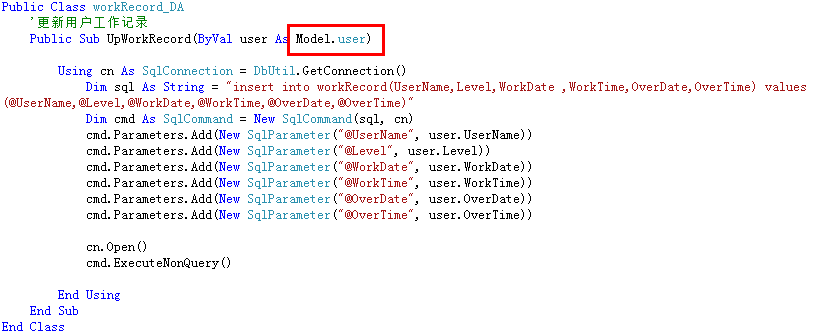 Public Class workRecord_DA
'更新用户工作记录
Public Sub UpWorkRecord(ByVal user As Model.user)
Using cn As SqlConnection = DbUtil.GetConnection()
Dim sql As String = "insert into workRecord(UserName,Level,WorkDate ,WorkTime,OverDate,OverTime) values
(@UserName,@Level,@WorkDate,@WorkTime,@OverDate,@OverTime)"
Dim cmd As SqlCommand = New SqlCommand(sql, cn)
cmd.Parameters.Add(New SqlParameter("@UserName", user.UserName))
cmd.Parameters.Add(New SqlParameter("@Level", user.Level))
cmd.Parameters.Add(New SqlParameter("@WorkDate", user.WorkDate))
cmd.Parameters.Add(New SqlParameter("@WorkTime", user.WorkTime))
cmd.Parameters.Add(New SqlParameter("@OverDate", user.OverDate))
cmd.Parameters.Add(New SqlParameter("@OverTime", user.OverTime))
cn.Open()
cmd.ExecuteNonQuery()
End Using
End Sub
End Class